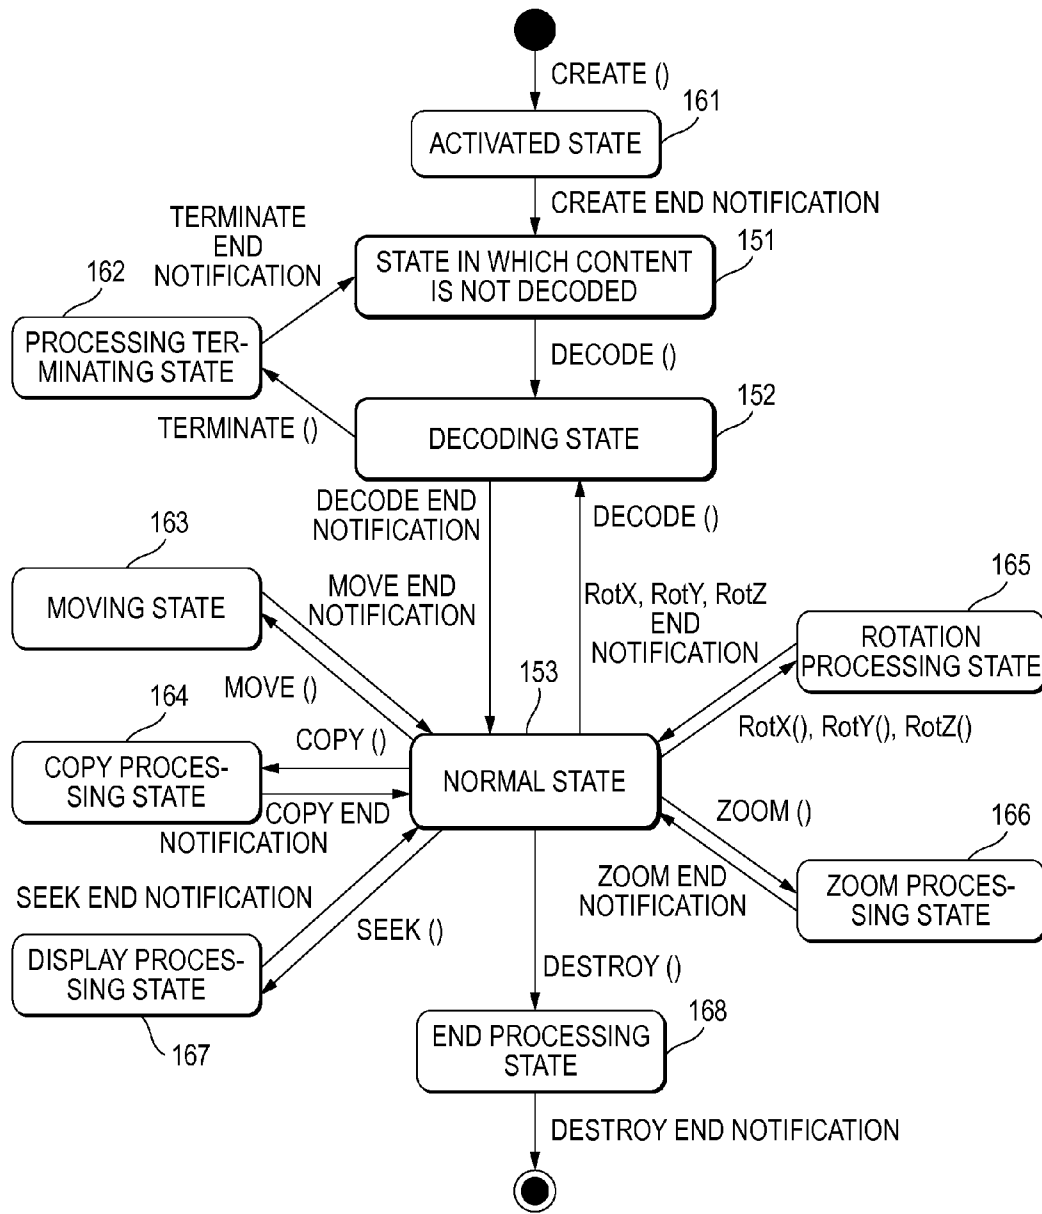 CREATE ()
161
ACTIVATED STATE
CREATE END NOTIFICATION
TERMINATE
END
NOTIFICATION
151
STATE IN WHICH CONTENT
IS NOT DECODED
162
PROCESSING TER-
MINATING STATE
DECODE ()
152
TERMINATE ()
DECODING STATE
DECODE END
NOTIFICATION
DECODE ()
163
MOVING STATE
MOVE END
NOTIFICATION
RotX, RotY, RotZ
END
NOTIFICATION
165
ROTATION
PROCESSING STATE
MOVE ()
153
164
COPY ()
RotX(), RotY(), RotZ()
COPY PROCES-
SING STATE
NORMAL STATE
COPY END
NOTIFICATION
ZOOM ()
166
ZOOM END
NOTIFICATION
ZOOM PROCES-
SING STATE
SEEK END NOTIFICATION
SEEK ()
DISPLAY PROCES-
SING STATE
167
DESTROY ()
168
END PROCESSING
STATE
DESTROY END NOTIFICATION